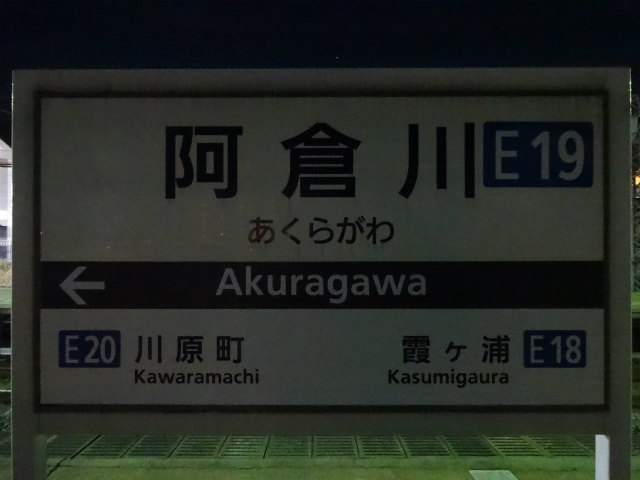 阿倉川 E19
あくらがわ
← Akuragawa
E20 川原町 霞ヶ浦 E18
Kawaramachi Kasumigaura